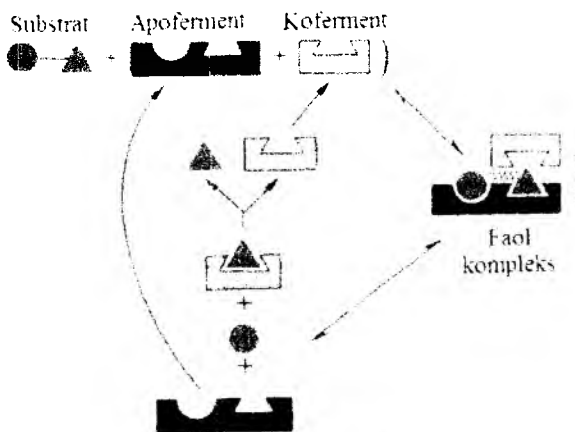 Substrat Apoferment Koferment
+ + )
Faol
kompleks
+
+